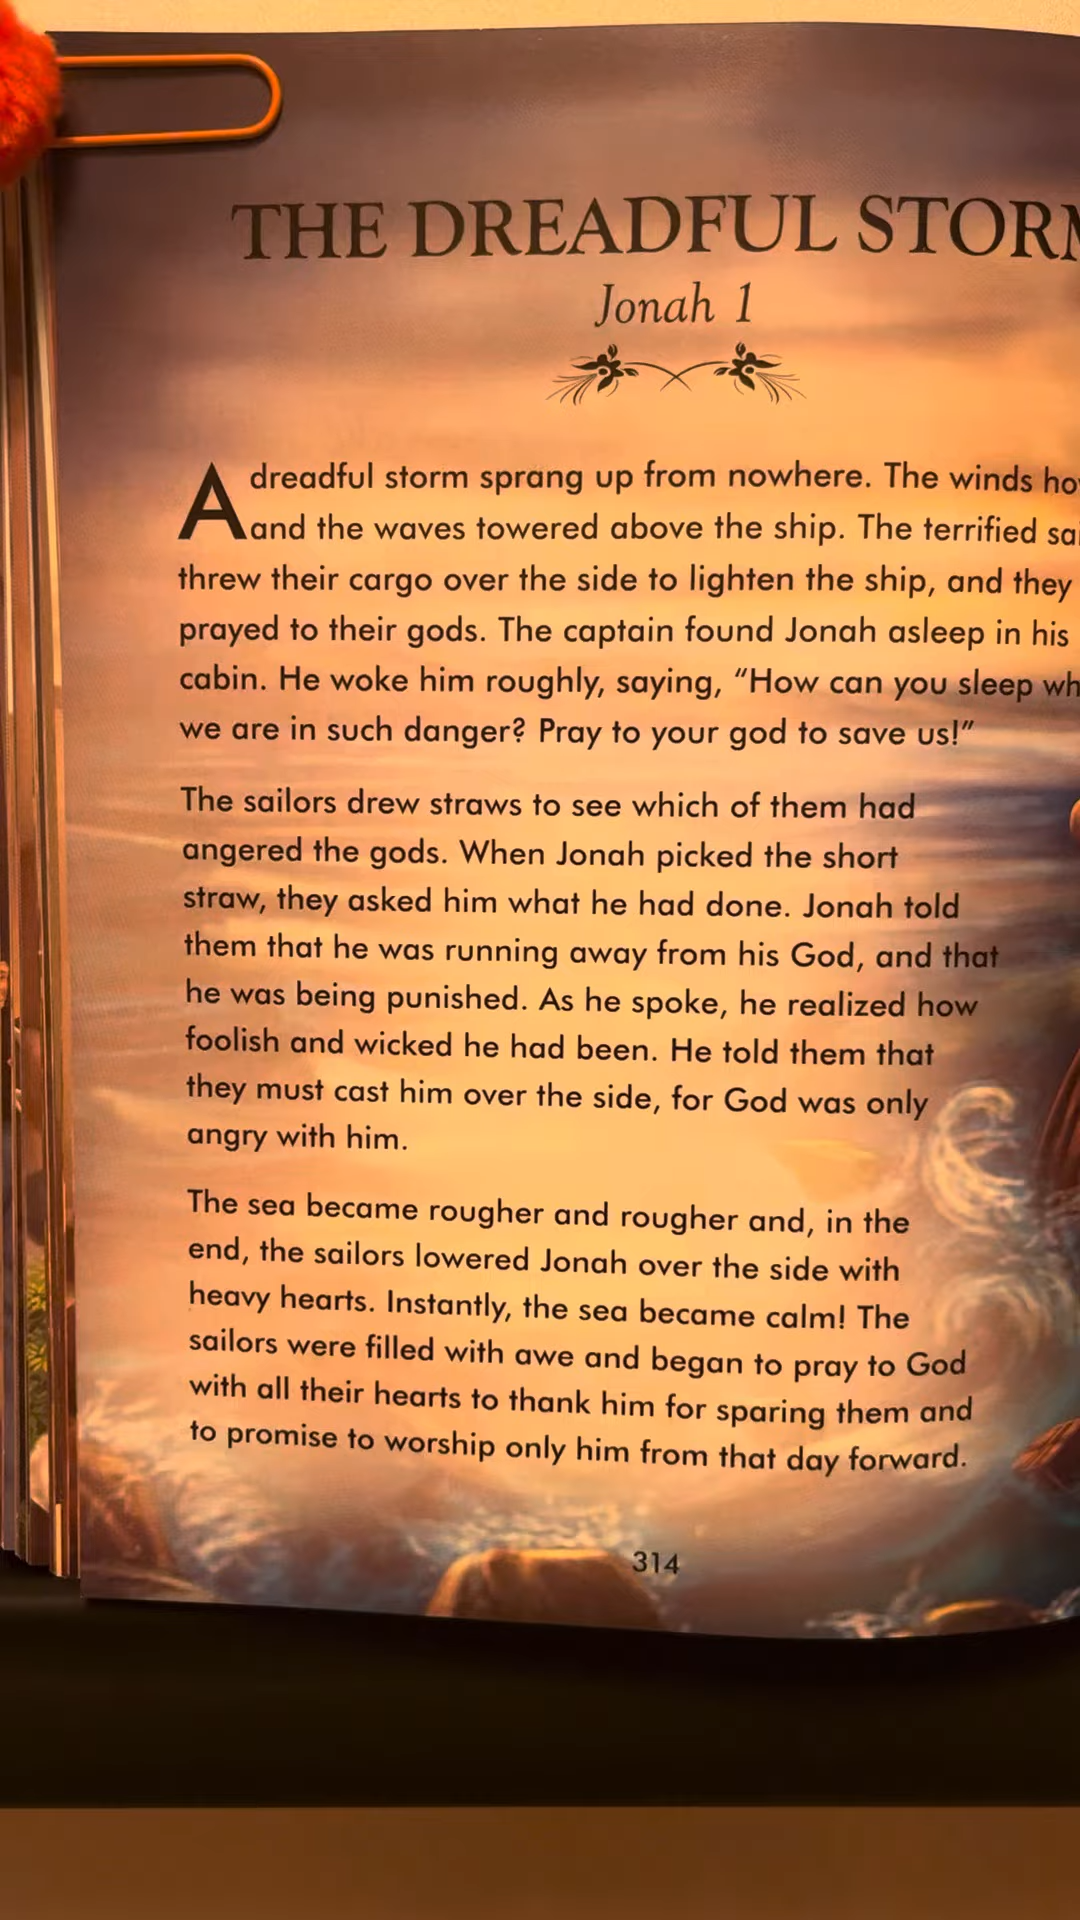 THE DREADFUL STORM
Jonah 1
A dreadful storm sprang up from nowhere. The winds
and the waves towered above the ship. The terrified
threw their cargo over the side to lighten the ship, and they
prayed to their gods. The captain found Jonah asleep in his
cabin. He woke him roughly, saying, “How can you sleep
we are in such danger? Pray to your god to save us!”
The sailors drew straws to see which of them had
angered the gods. When Jonah picked the short
straw, they asked him what he had done. Jonah told
them that he was running away from his God, and that
he was being punished. As he spoke, he realized how
foolish and wicked he had been. He told them that
they must cast him over the side, for God was only
angry with him.
The sea became rougher and rougher and, in the
end, the sailors lowered Jonah over the side with
heavy hearts. Instantly, the sea became calm! The
sailors were filled with awe and began to pray to God
with all their hearts to thank him for sparing them and
to promise to worship only him from that day forward.
314